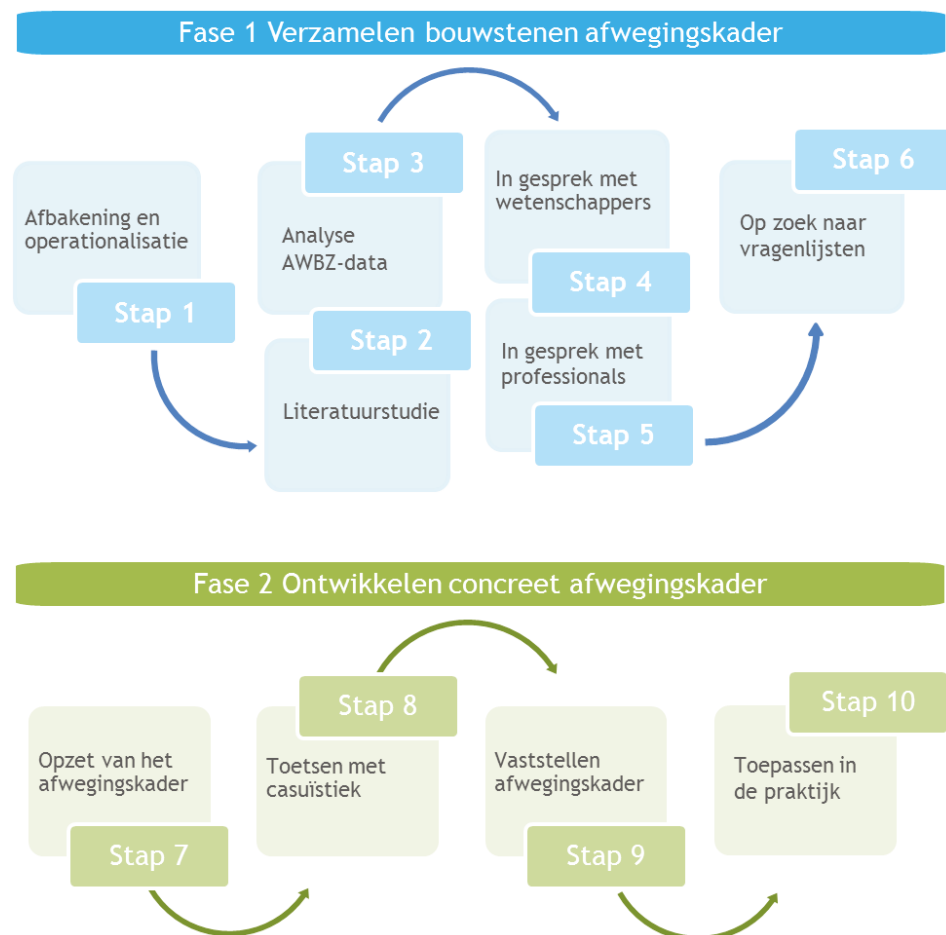 Fase 1 Verzamelen bouwstenen afwegingskader
Afbakening en
operationalisatie
Stap 1
Stap 3
Analyse
AWBZ-data
Stap 2
Literatuurstudie
In gesprek met
wetenschappers
Stap 4
In gesprek met
professionals
Stap 5
Stap 6
Op zoek naar
vragenlijsten
Fase 2 Ontwikkelen concreet afwegingskader
Opzet van het
afwegingskader
Stap 7
Stap 8
Toetsen met
casuïstiek
Vaststellen
afwegingskader
Stap 9
Stap 10
Toepassen in
de praktijk